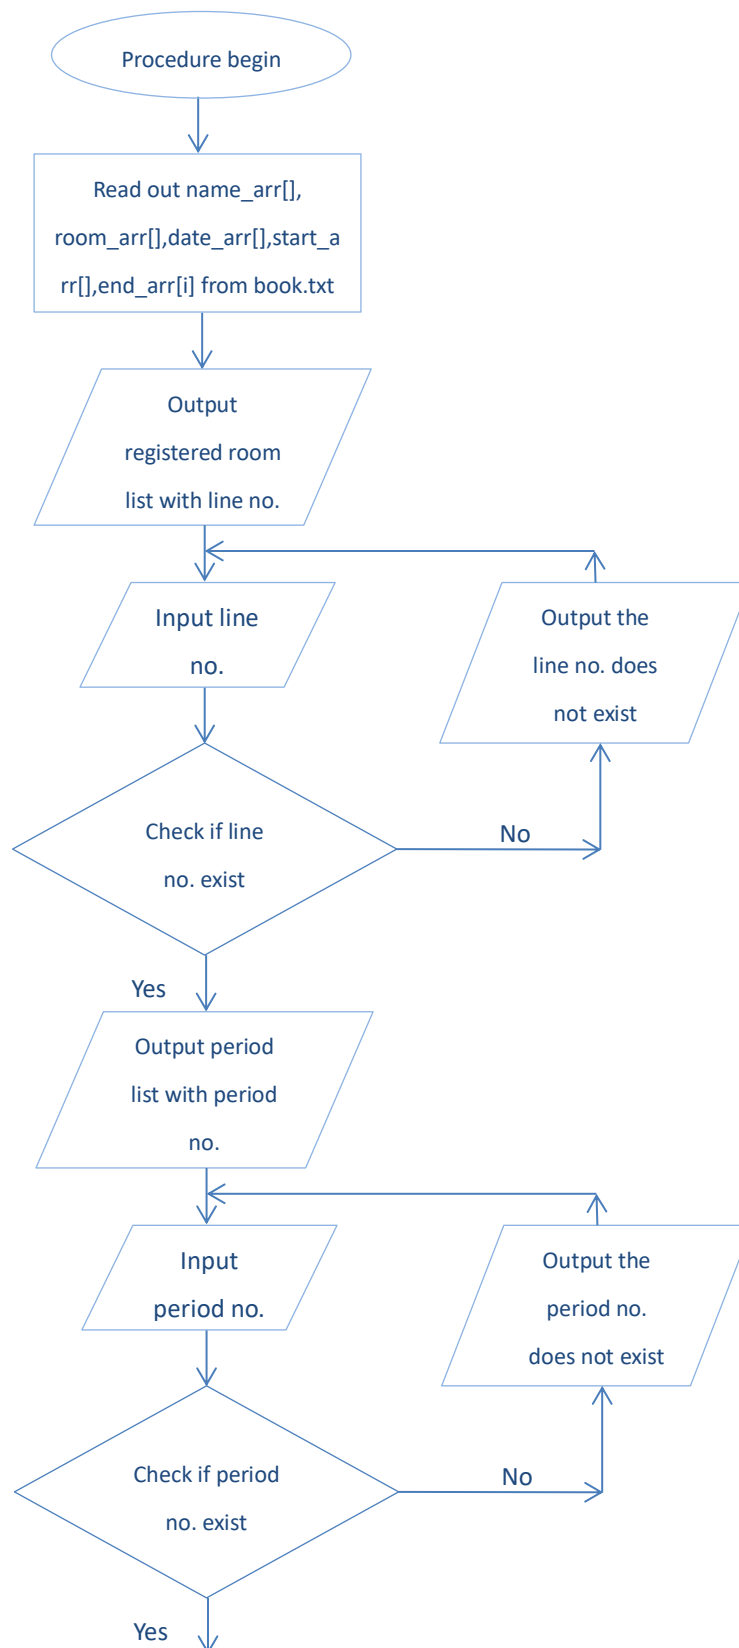 Procedure begin
Read out name_arr[],
room_arr[],date_arr[],start_a
rr[],end_arr[i] from book.txt
Output
registered room
list with line no.
Input line
no.
Output the
line no. does
not exist
Check if line
no. exist
No
Yes
Output period
list with period
no.
Input
period no.
Output the
period no.
does not exist
Check if period
no. exist
No
Yes